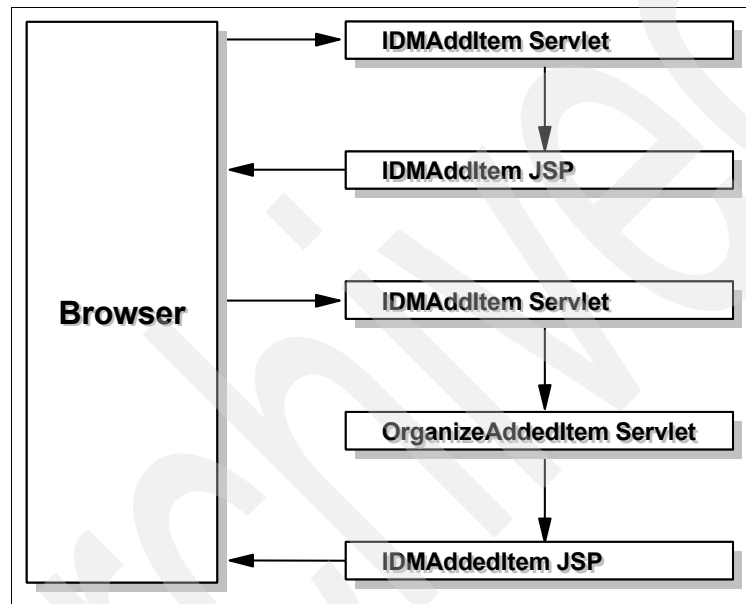 IDMAddItem Servlet
IDMAddItem JSP
Browser
IDMAddItem Servlet
OrganizeAddedItem Servlet
IDMAddedItem JSP